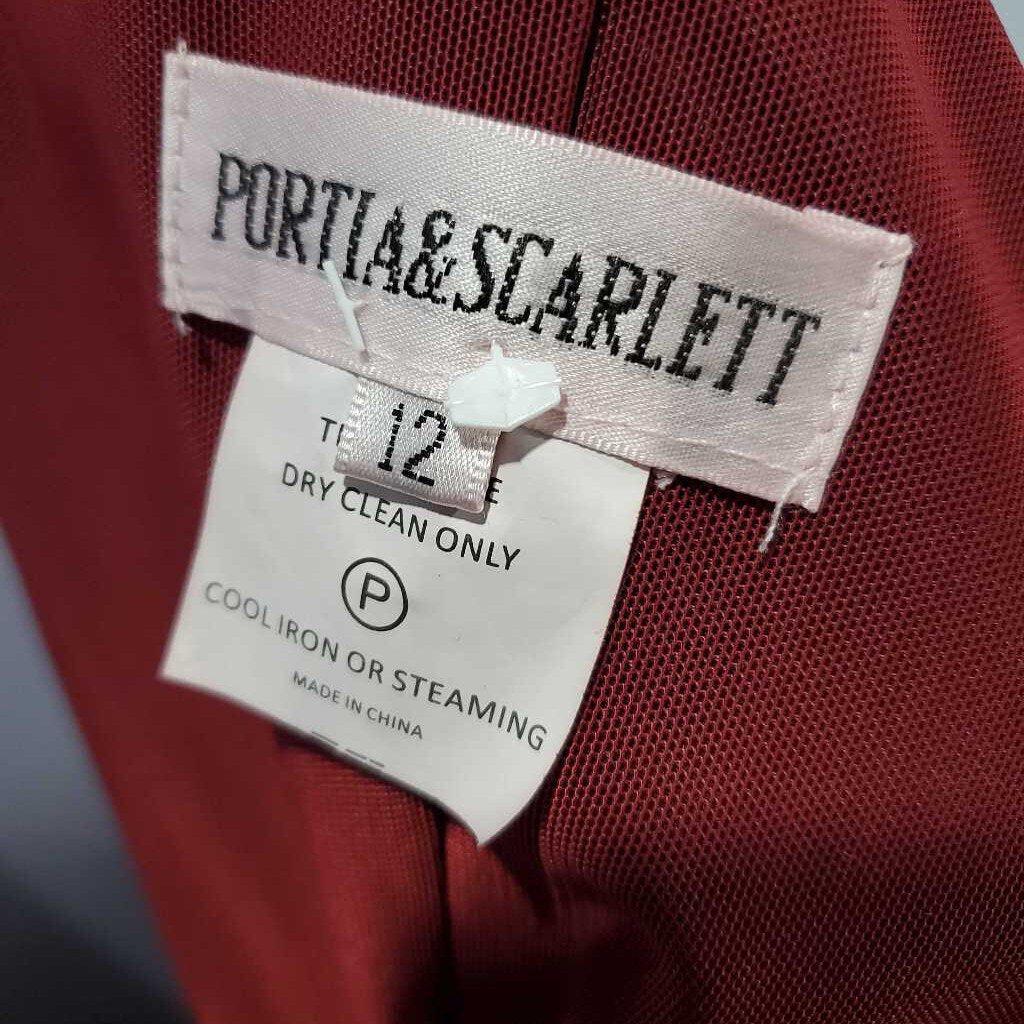 PORTIA&SCARLETT
12
DRY CLEAN ONLY
P
COOL IRON OR STEAMING
MADE IN CHINA